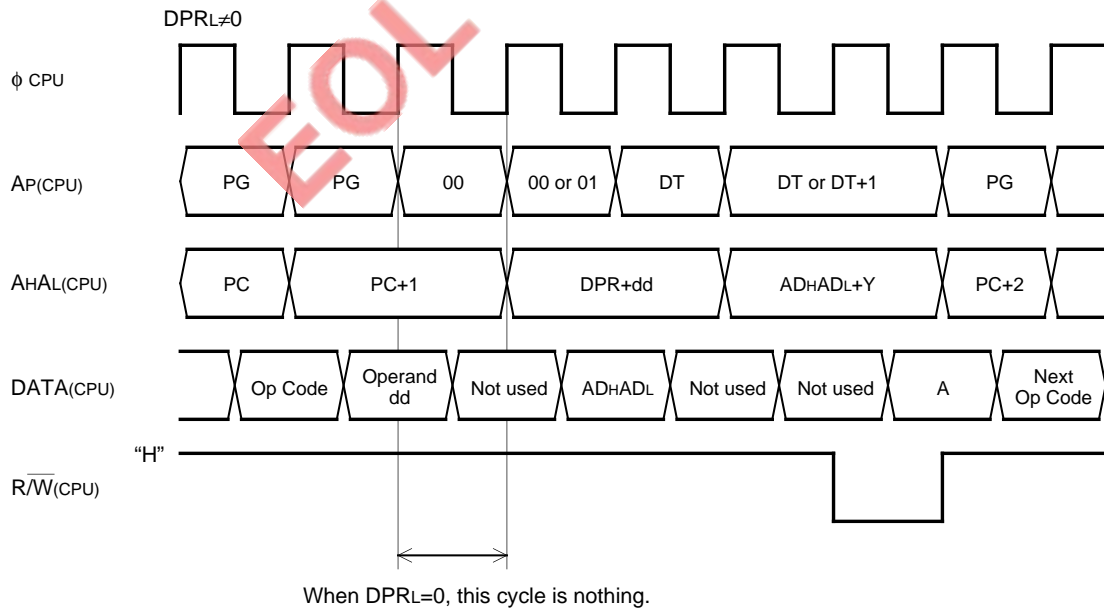 DPRL≠0
EOL
ϕ CPU
AP(CPU)
PG
PG
00
00 or 01
DT
DT or DT+1
PG
AHAL(CPU)
PC
PC+1
DPR+dd
ADHADL+Y
PC+2
DATA(CPU)
Op Code
Operand
dd
Not used
ADHADL
Not used
Not used
A
Next
Op Code
“H”
R/W̅(CPU)
When DPRL=0, this cycle is nothing.